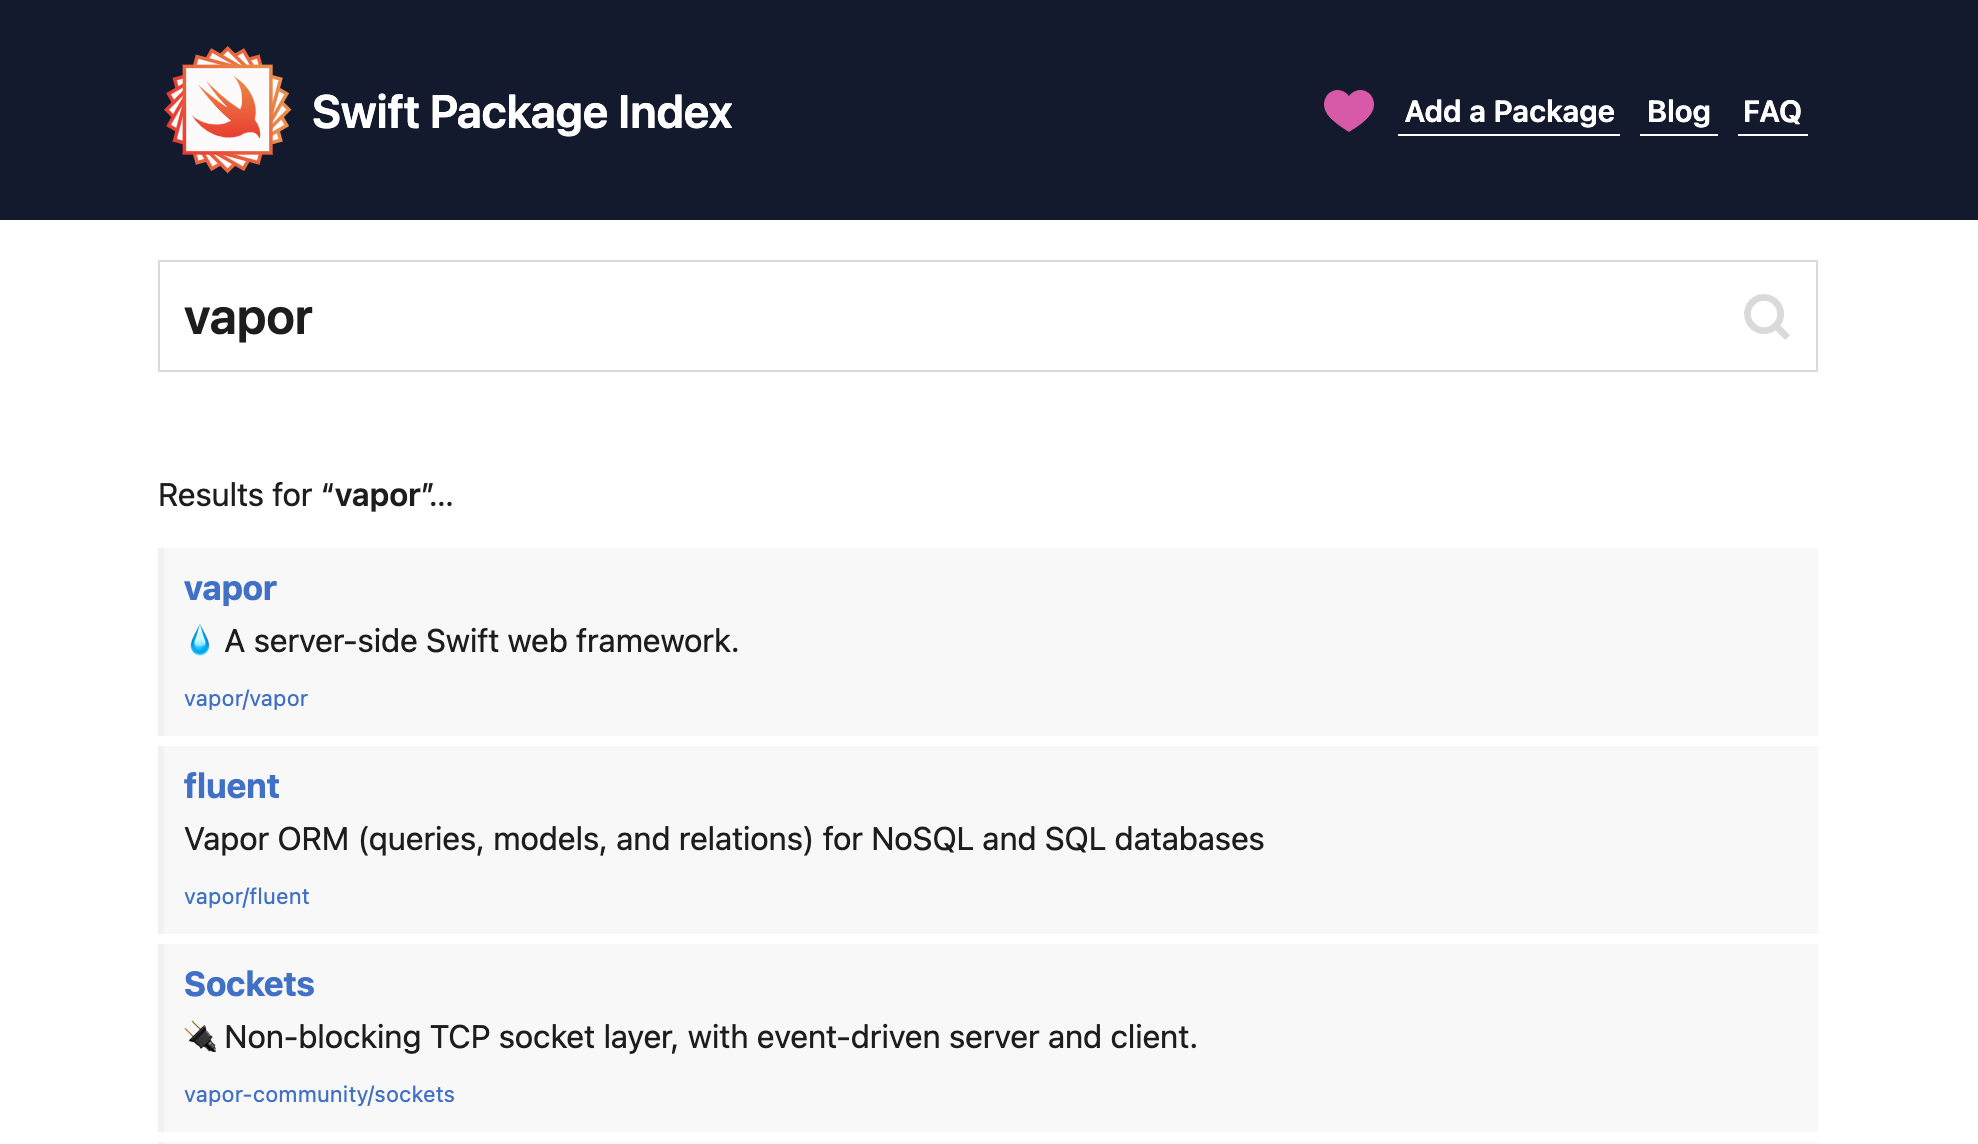 Swift Package Index
Add a Package Blog FAQ
vapor
Results for “vapor”...
vapor
💧 A server-side Swift web framework.
vapor/vapor
fluent
Vapor ORM (queries, models, and relations) for NoSQL and SQL databases
vapor/fluent
Sockets
🔌 Non-blocking TCP socket layer, with event-driven server and client.
vapor-community/sockets